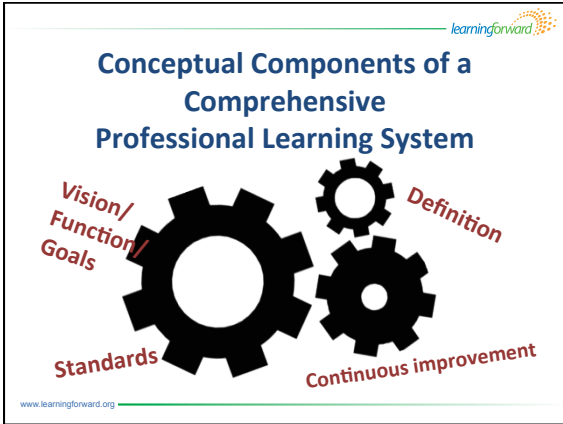 learningforward
Conceptual Components of a
Comprehensive
Professional Learning System
Vision/
Function/
Goals
Definition
Standards
Continuous improvement
www.learningforward.org